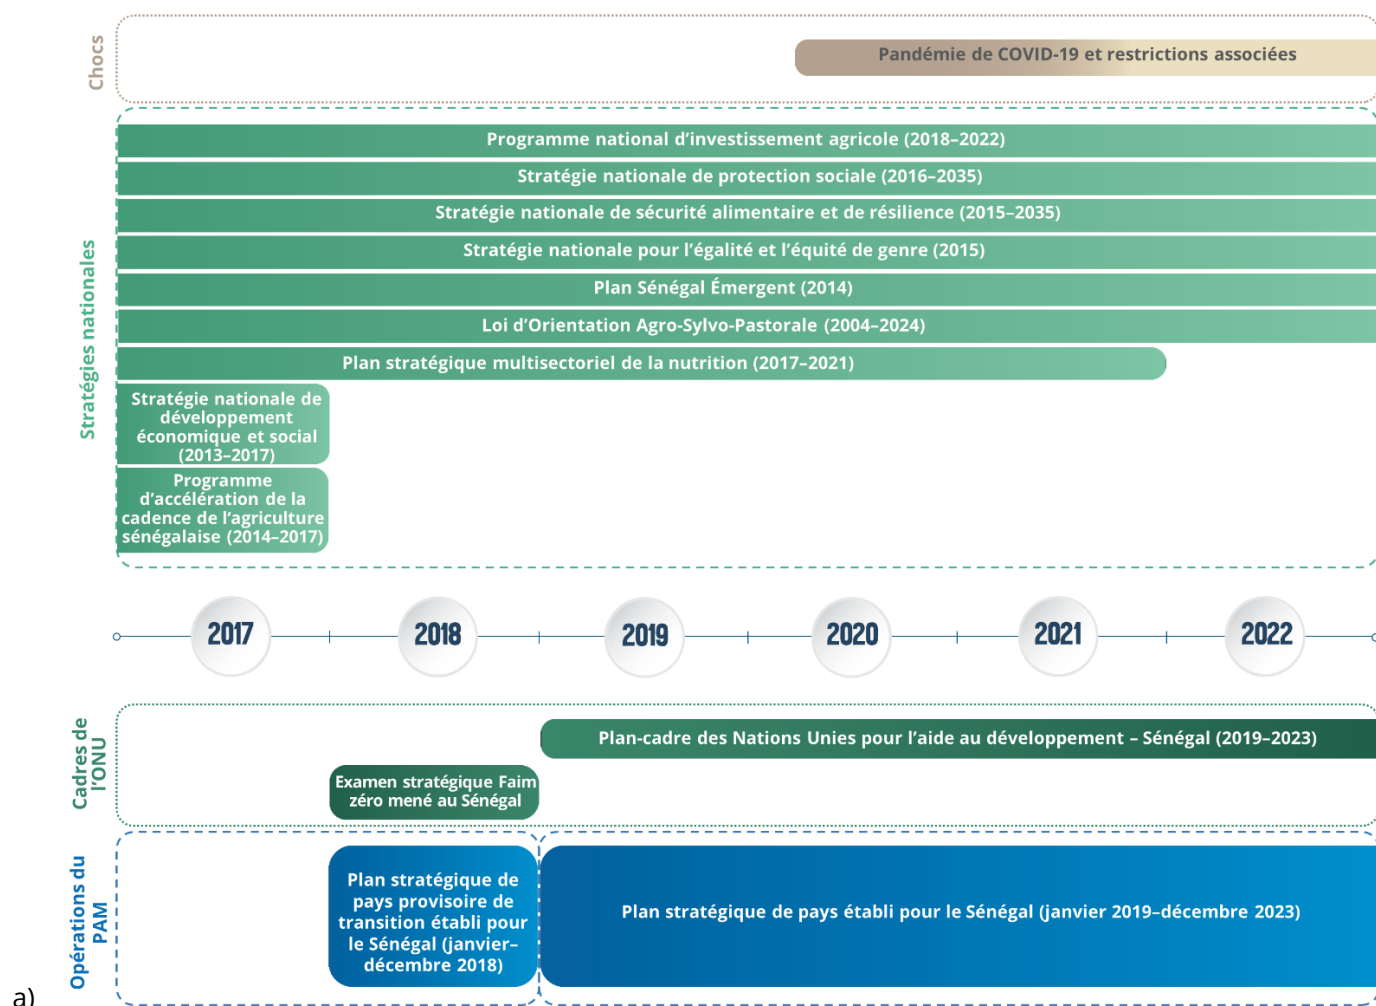 Chocs
Pandémie de COVID-19 et restrictions associées
Stratégies nationales
Programme national d’investissement agricole (2018–2022)
Stratégie nationale de protection sociale (2016–2035)
Stratégie nationale de sécurité alimentaire et de résilience (2015–2035)
Stratégie nationale pour l’égalité et l’équité de genre (2015)
Plan Sénégal Émergent (2014)
Loi d’Orientation Agro-Sylvo-Pastorale (2004–2024)
Plan stratégique multisectoriel de la nutrition (2017–2021)
Stratégie nationale de
développement
économique et social
(2013–2017)
Programme
d’accélération de la
cadence de l’agriculture
sénégalaise (2014–2017)
2017
2018
2019
2020
2021
2022
Cadres de
l’ONU
Plan-cadre des Nations Unies pour l’aide au développement – Sénégal (2019–2023)
Examen stratégique Faim
zéro mené au Sénégal
Opérations du
PAM
Plan stratégique de
pays provisoire de
transition établi pour
le Sénégal (janvier–
décembre 2018)
Plan stratégique de pays établi pour le Sénégal (janvier 2019–décembre 2023)
a)